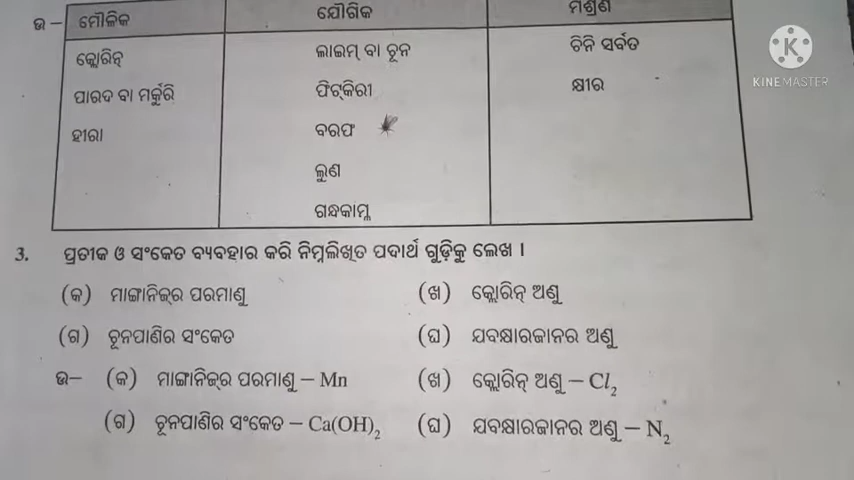 ଉ – ମୌଳିକ ଯୌଗିକ ମିଶ୍ରଣ
କ୍ଲୋରିନ୍ ଲାଇମ୍ ବା ଚୂନ ଚିନି ସର୍ବତ
ପାରଦ ବା ମର୍କୁରି ଫିଟ୍‌କିରୀ କ୍ଷୀର
ହୀରା ବରଫ
ଲୁଣ
ଗନ୍ଧକାମ୍ଳ
K
KINEMASTER
3. ପ୍ରତୀକ ଓ ସଂକେତ ବ୍ୟବହାର କରି ନିମ୍ନଲିଖିତ ପଦାର୍ଥ ଗୁଡ଼ିକୁ ଲେଖ ।
(କ) ମାଙ୍ଗାନିଜ୍‌ର ପରମାଣୁ (ଖ) କ୍ଲୋରିନ୍ ଅଣୁ
(ଗ) ଚୂନପାଣିର ସଂକେତ (ଘ) ଯବକ୍ଷାରଜାନର ଅଣୁ
ଉ– (କ) ମାଙ୍ଗାନିଜ୍‌ର ପରମାଣୁ – Mn (ଖ) କ୍ଲୋରିନ୍ ଅଣୁ – Cl₂
(ଗ) ଚୂନପାଣିର ସଂକେତ – Ca(OH)₂ (ଘ) ଯବକ୍ଷାରଜାନର ଅଣୁ – N₂